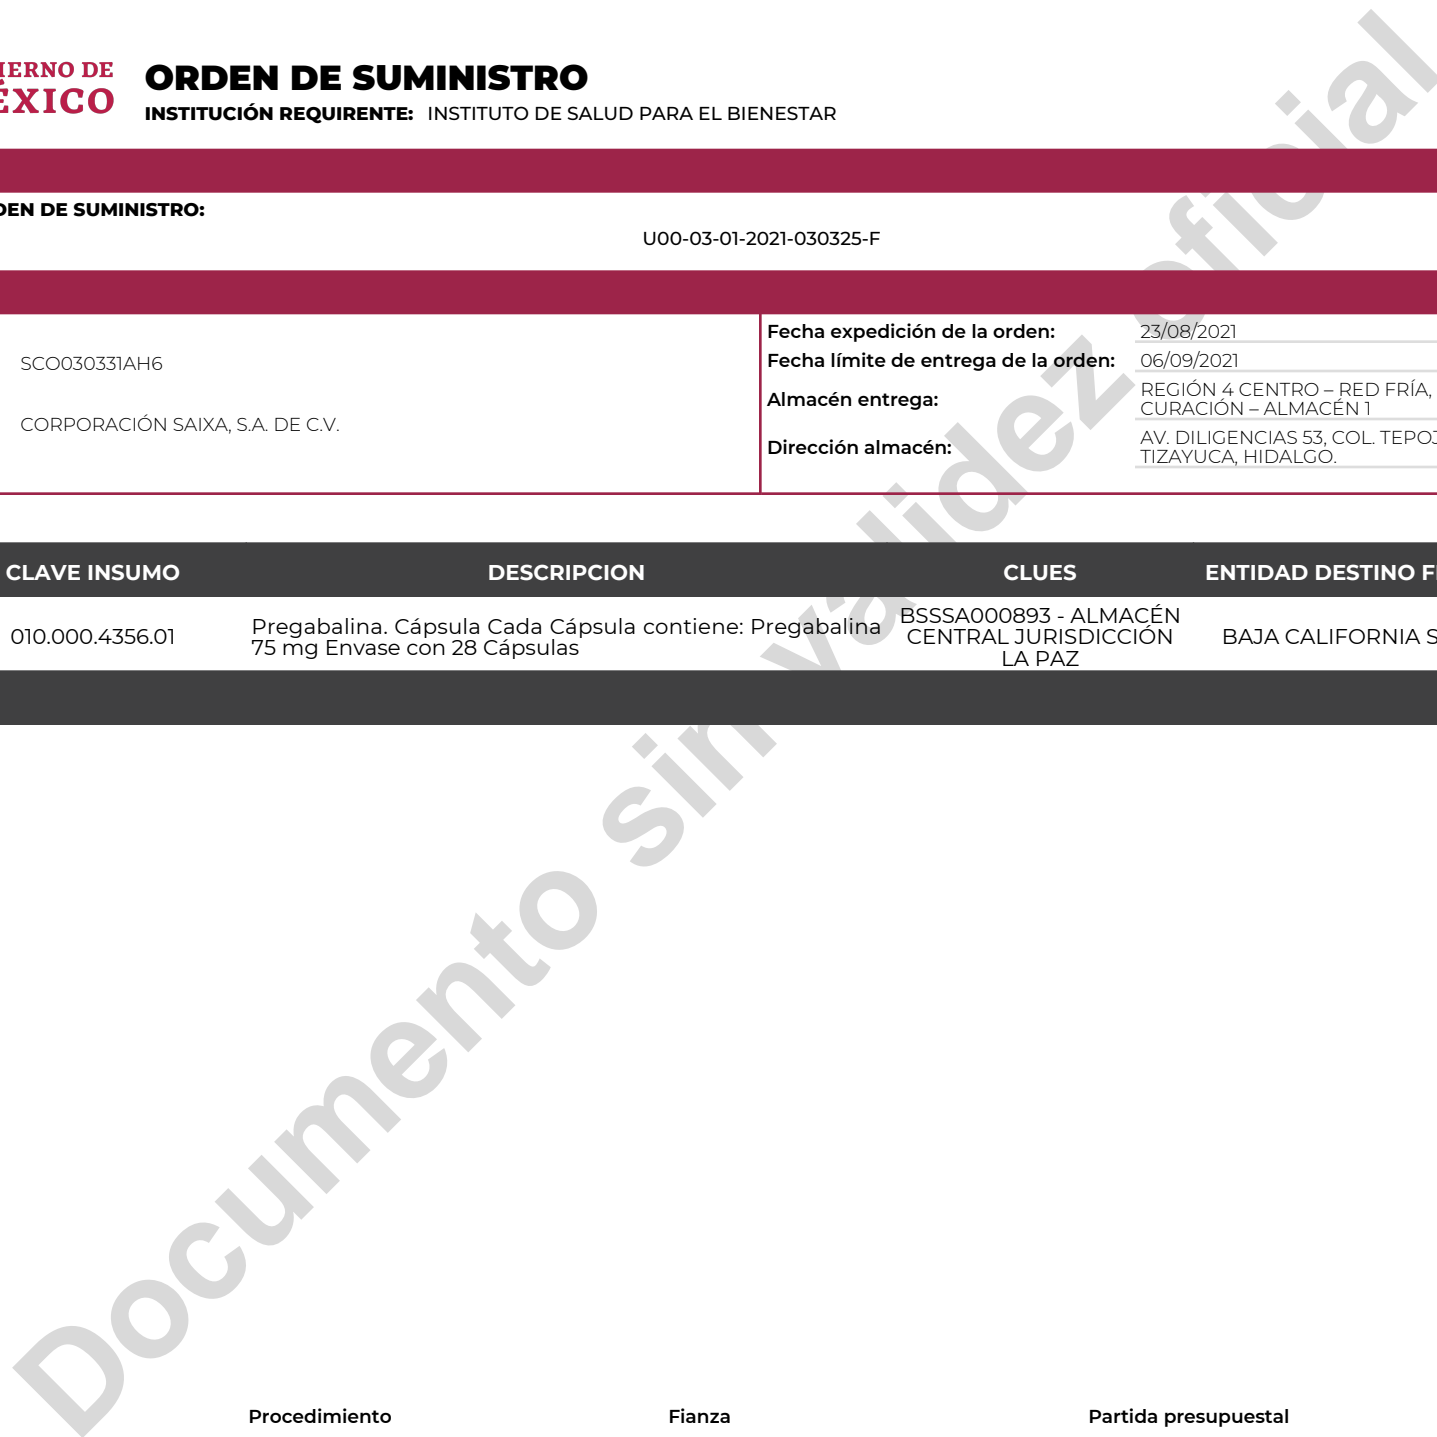 IERNO DE
ÉXICO
ORDEN DE SUMINISTRO
INSTITUCIÓN REQUIRENTE: INSTITUTO DE SALUD PARA EL BIENESTAR
DEN DE SUMINISTRO:
U00-03-01-2021-030325-F
SCO030331AH6
CORPORACIÓN SAIXA, S.A. DE C.V.
Fecha expedición de la orden: 23/08/2021
Fecha límite de entrega de la orden: 06/09/2021
Almacén entrega: REGIÓN 4 CENTRO – RED FRÍA,
CURACIÓN – ALMACÉN 1
Dirección almacén: AV. DILIGENCIAS 53, COL. TEPOJ
TIZAYUCA, HIDALGO.
CLAVE INSUMO DESCRIPCION CLUES ENTIDAD DESTINO F
010.000.4356.01
Pregabalina. Cápsula Cada Cápsula contiene: Pregabalina
75 mg Envase con 28 Cápsulas
BSSSA000893 - ALMACÉN
CENTRAL JURISDICCIÓN
LA PAZ
BAJA CALIFORNIA S
Procedimiento Fianza Partida presupuestal
Documento sin validez oficial